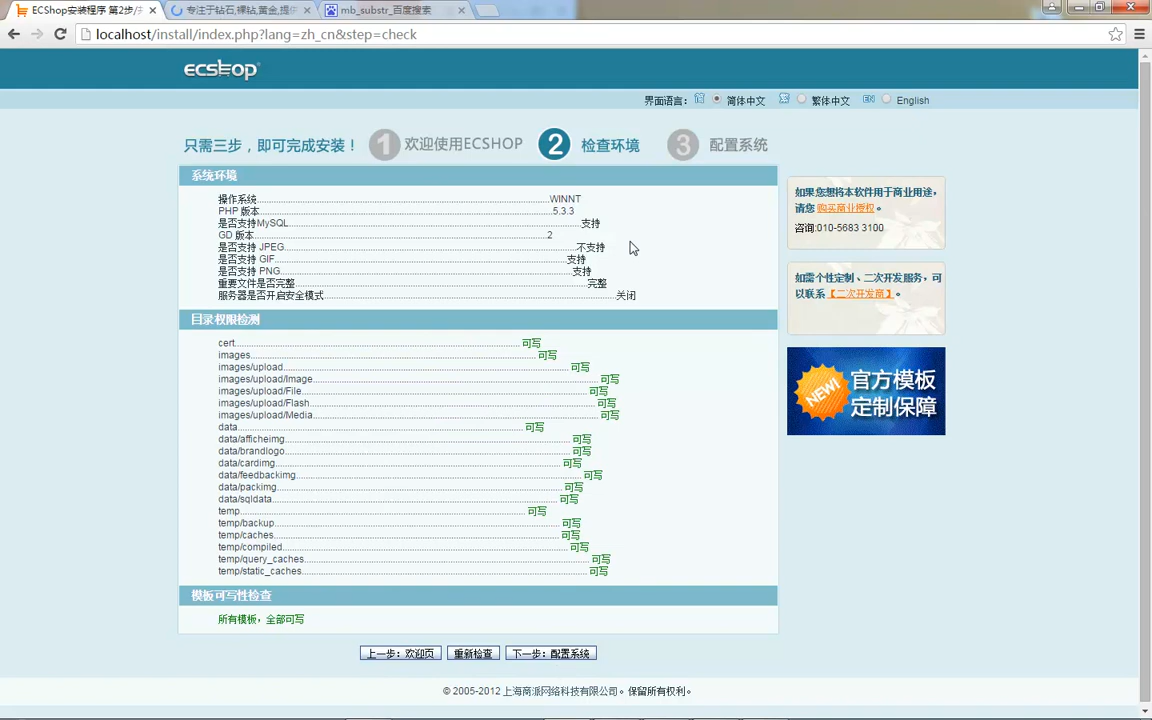 ECShop安装程序 第2步/
专注于钻石,裸钻,黄金,提供
mb_substr_百度搜索
localhost/install/index.php?lang=zh_cn&step=check
ecshop
界面语言： 简体中文 繁体中文 EN English
只需三步，即可完成安装！ 1 欢迎使用ECSHOP 2 检查环境 3 配置系统
系统环境
操作系统........WINNT
PHP 版本........5.3.3
是否支持MySQL........支持
GD 版本........2
是否支持 JPEG........不支持
是否支持 GIF........支持
是否支持 PNG........支持
重要文件是否完整........完整
服务器是否开启安全模式........关闭
目录权限检测
cert........可写
images........可写
images/upload........可写
images/upload/Image........可写
images/upload/File........可写
images/upload/Flash........可写
images/upload/Media........可写
data........可写
data/afficheimg........可写
data/brandlogo........可写
data/cardimg........可写
data/feedbackimg........可写
data/packimg........可写
data/sqldata........可写
temp........可写
temp/backup........可写
temp/caches........可写
temp/compiled........可写
temp/query_caches........可写
temp/static_caches........可写
模板可写性检查
所有模板，全部可写
上一步：欢迎页 重新检查 下一步：配置系统
如果您想将本软件用于商业用途，
请您 购买商业授权 。
咨询:010-5683 3100
如需个性定制、二次开发服务，可
以联系【二次开发商】。
NEW! 官方模板
定制保障
© 2005-2012 上海商派网络科技有限公司。保留所有权利。